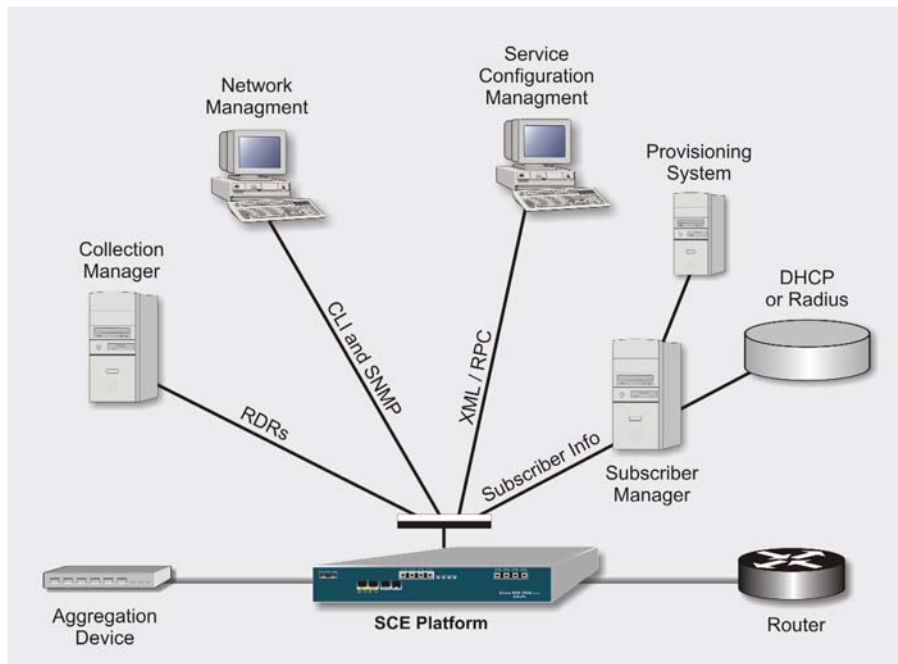 Network
Managment
Service
Configuration
Managment
Provisioning
System
Collection
Manager
DHCP
or Radius
CLI and SNMP
XML / RPC
RDRs
Subscriber Info
Subscriber
Manager
Aggregation
Device
SCE Platform
Router